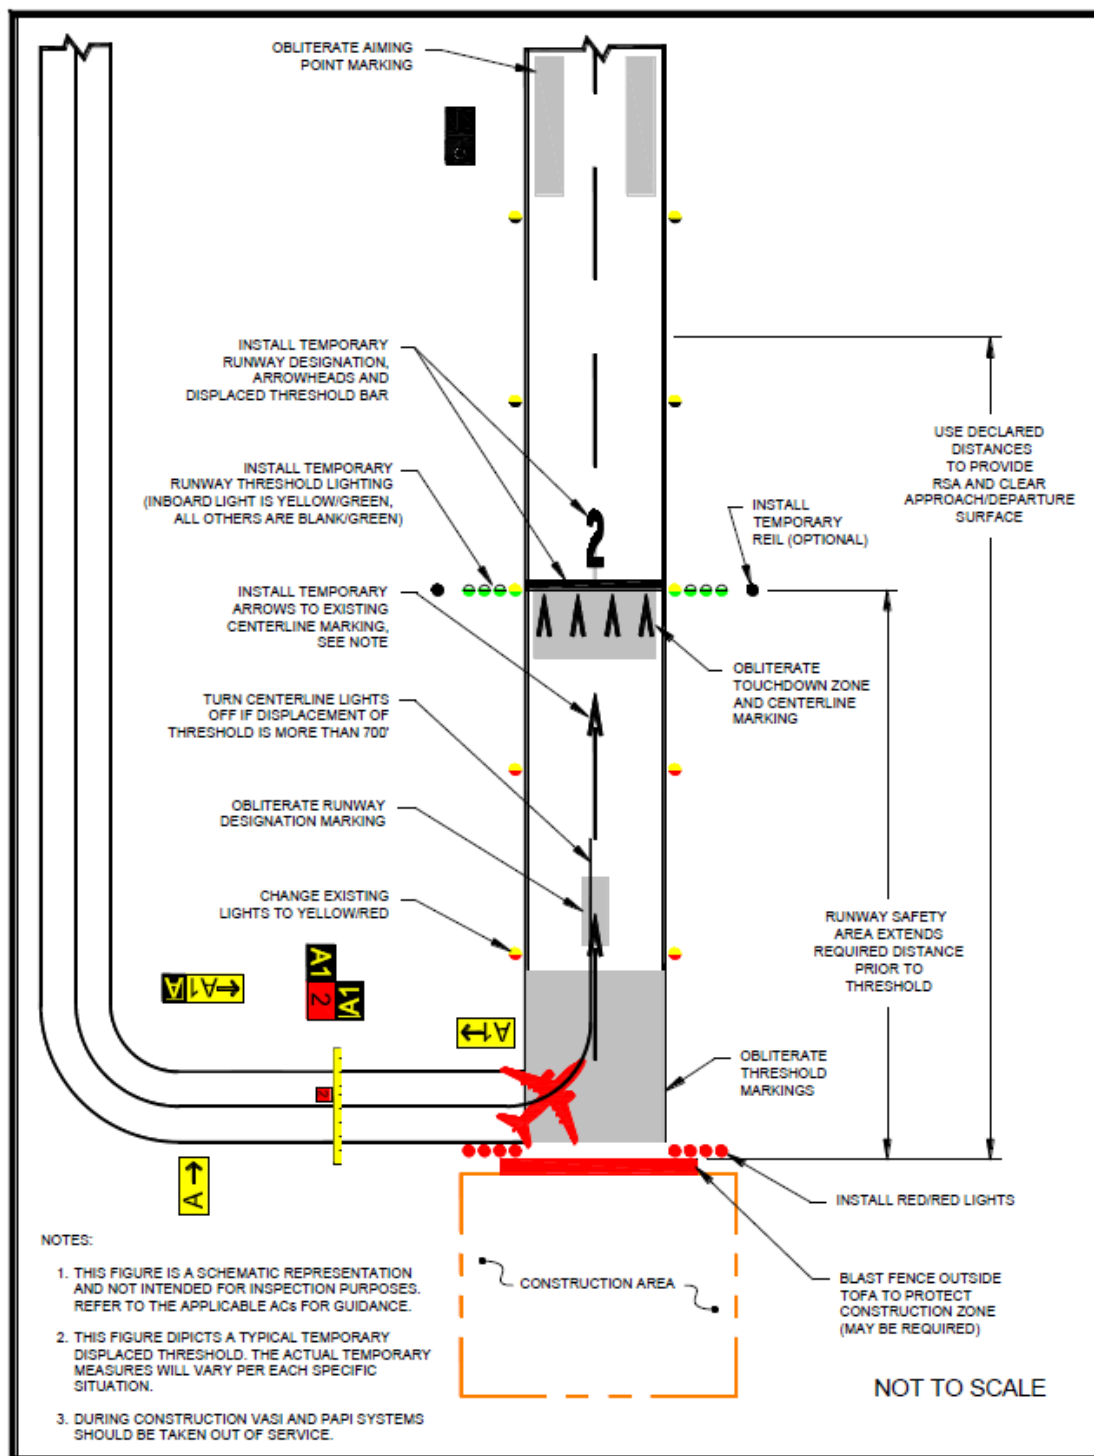 OBLITERATE AIMING
POINT MARKING
INSTALL TEMPORARY
RUNWAY DESIGNATION,
ARROWHEADS AND
DISPLACED THRESHOLD BAR
USE DECLARED
DISTANCES
TO PROVIDE
RSA AND CLEAR
APPROACH/DEPARTURE
SURFACE
INSTALL TEMPORARY
RUNWAY THRESHOLD LIGHTING
(INBOARD LIGHT IS YELLOW/GREEN,
ALL OTHERS ARE BLANK/GREEN)
INSTALL
TEMPORARY
REIL (OPTIONAL)
2
INSTALL TEMPORARY
ARROWS TO EXISTING
CENTERLINE MARKING,
SEE NOTE
OBLITERATE
TOUCHDOWN ZONE
AND CENTERLINE
MARKING
TURN CENTERLINE LIGHTS
OFF IF DISPLACEMENT OF
THRESHOLD IS MORE THAN 700'
OBLITERATE RUNWAY
DESIGNATION MARKING
CHANGE EXISTING
LIGHTS TO YELLOW/RED
RUNWAY SAFETY
AREA EXTENDS
REQUIRED DISTANCE
PRIOR TO
THRESHOLD
A A1
A1 2
A1
A1
OBLITERATE
THRESHOLD
MARKINGS
2
A
INSTALL RED/RED LIGHTS
CONSTRUCTION AREA
BLAST FENCE OUTSIDE
TOFA TO PROTECT
CONSTRUCTION ZONE
(MAY BE REQUIRED)
NOTES:
1. THIS FIGURE IS A SCHEMATIC REPRESENTATION
AND NOT INTENDED FOR INSPECTION PURPOSES.
REFER TO THE APPLICABLE ACs FOR GUIDANCE.
2. THIS FIGURE DIPICTS A TYPICAL TEMPORARY
DISPLACED THRESHOLD. THE ACTUAL TEMPORARY
MEASURES WILL VARY PER EACH SPECIFIC
SITUATION.
3. DURING CONSTRUCTION VASI AND PAPI SYSTEMS
SHOULD BE TAKEN OUT OF SERVICE.
NOT TO SCALE